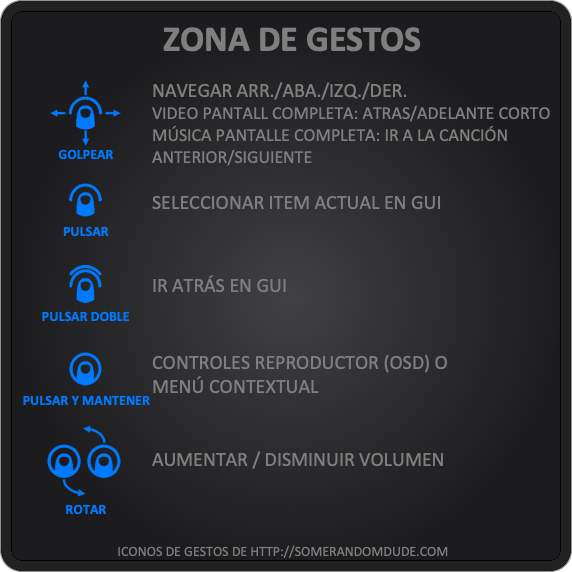 ZONA DE GESTOS
NAVEGAR ARR./ABA./IZQ./DER.
VIDEO PANTALL COMPLETA: ATRAS/ADELANTE CORTO
MÚSICA PANTALLE COMPLETA: IR A LA CANCIÓN
ANTERIOR/SIGUIENTE
GOLPEAR
SELECCIONAR ITEM ACTUAL EN GUI
PULSAR
IR ATRÁS EN GUI
PULSAR DOBLE
CONTROLES REPRODUCTOR (OSD) O
MENÚ CONTEXTUAL
PULSAR Y MANTENER
AUMENTAR / DISMINUIR VOLUMEN
ROTAR
ICONOS DE GESTOS DE HTTP://SOMERANDOMDUDE.COM